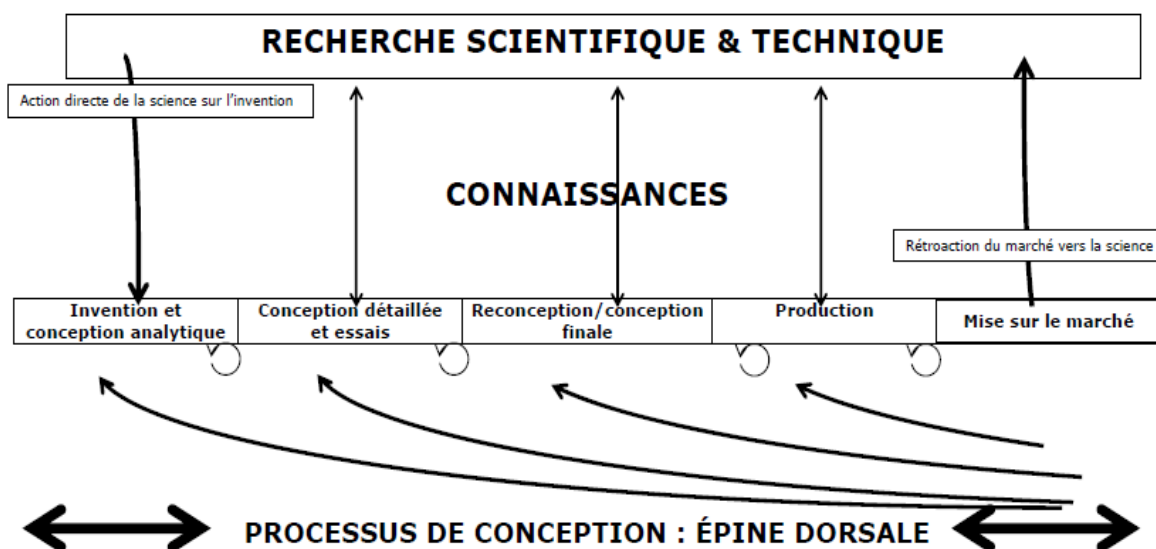 RECHERCHE SCIENTIFIQUE & TECHNIQUE
Action directe de la science sur l'invention
CONNAISSANCES
Rétroaction du marché vers la science
Invention et
conception analytique
Conception détaillée
et essais
Reconception/conception
finale
Production
Mise sur le marché
PROCESSUS DE CONCEPTION : ÉPINE DORSALE